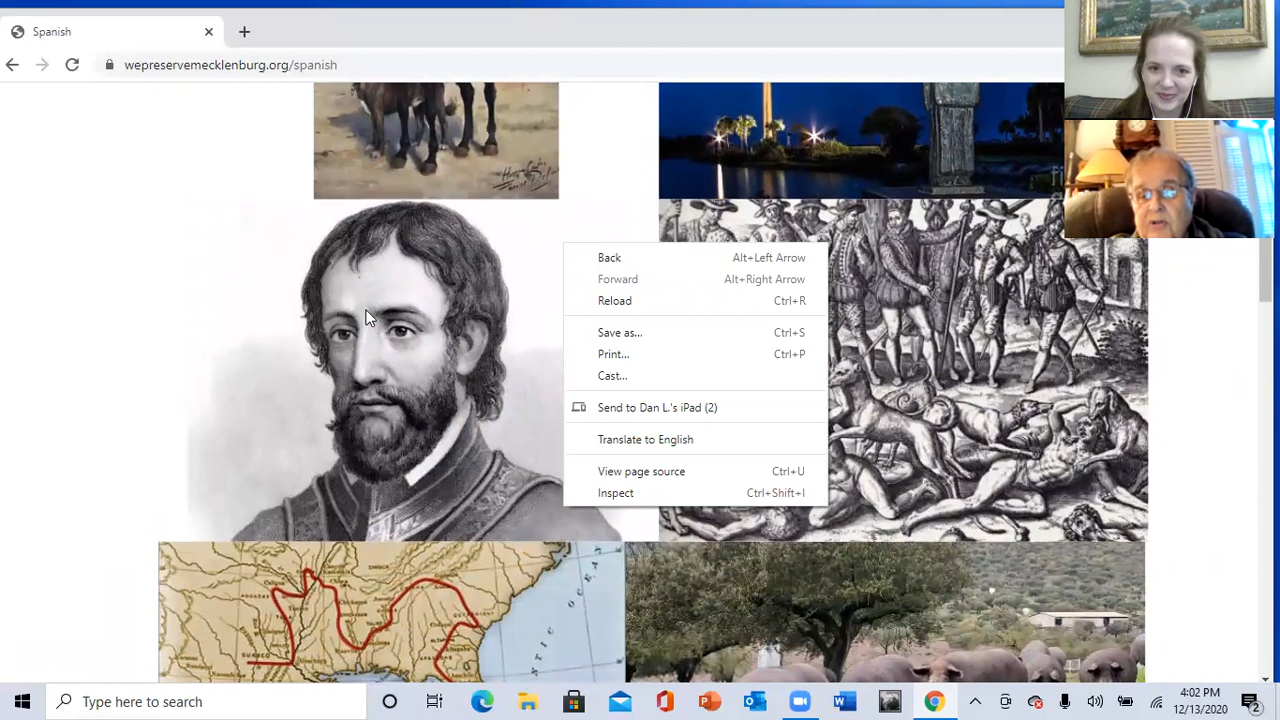 Spanish
wepreservemecklenburg.org/spanish
Back Alt+Left Arrow
Forward Alt+Right Arrow
Reload Ctrl+R
Save as... Ctrl+S
Print... Ctrl+P
Cast...
Send to Dan L.'s iPad (2)
Translate to English
View page source Ctrl+U
Inspect Ctrl+Shift+I
OCEAN
Type here to search
4:02 PM
12/13/2020
2